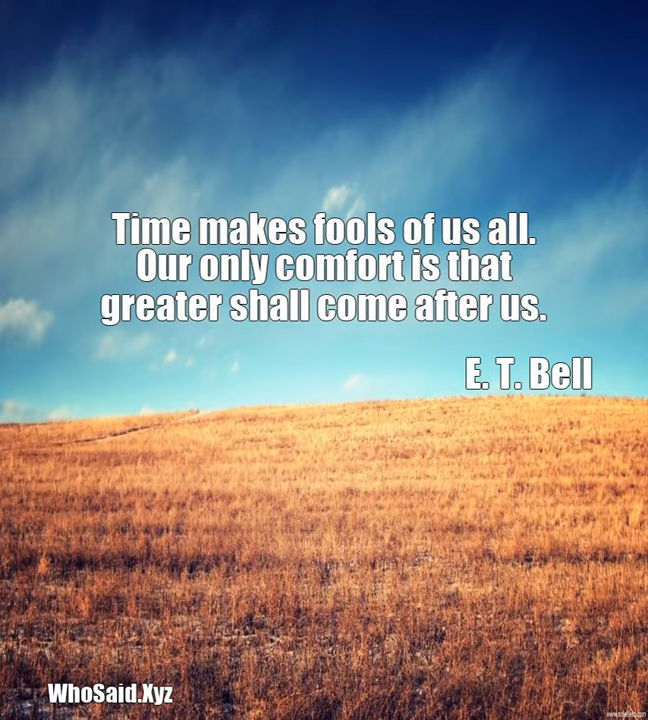 Time makes fools of us all.
Our only comfort is that
greater shall come after us.
E. T. Bell
WhoSaid.Xyz